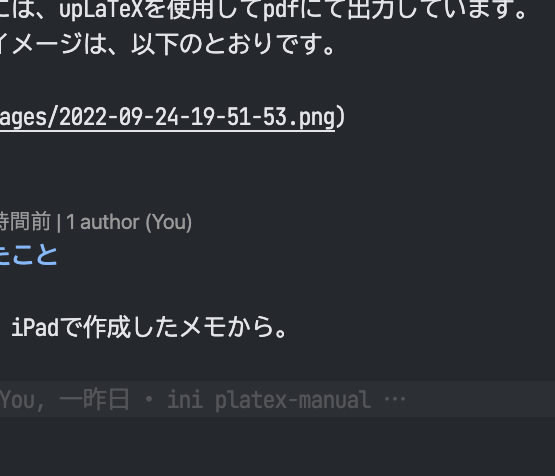 には、upLaTeXを使用してpdfにて出力しています。
イメージは、以下のとおりです。
ages/2022-09-24-19-51-53.png)
時間前 | 1 author (You)
たこと
iPadで作成したメモから。
You, 一昨日 • ini platex-manual …